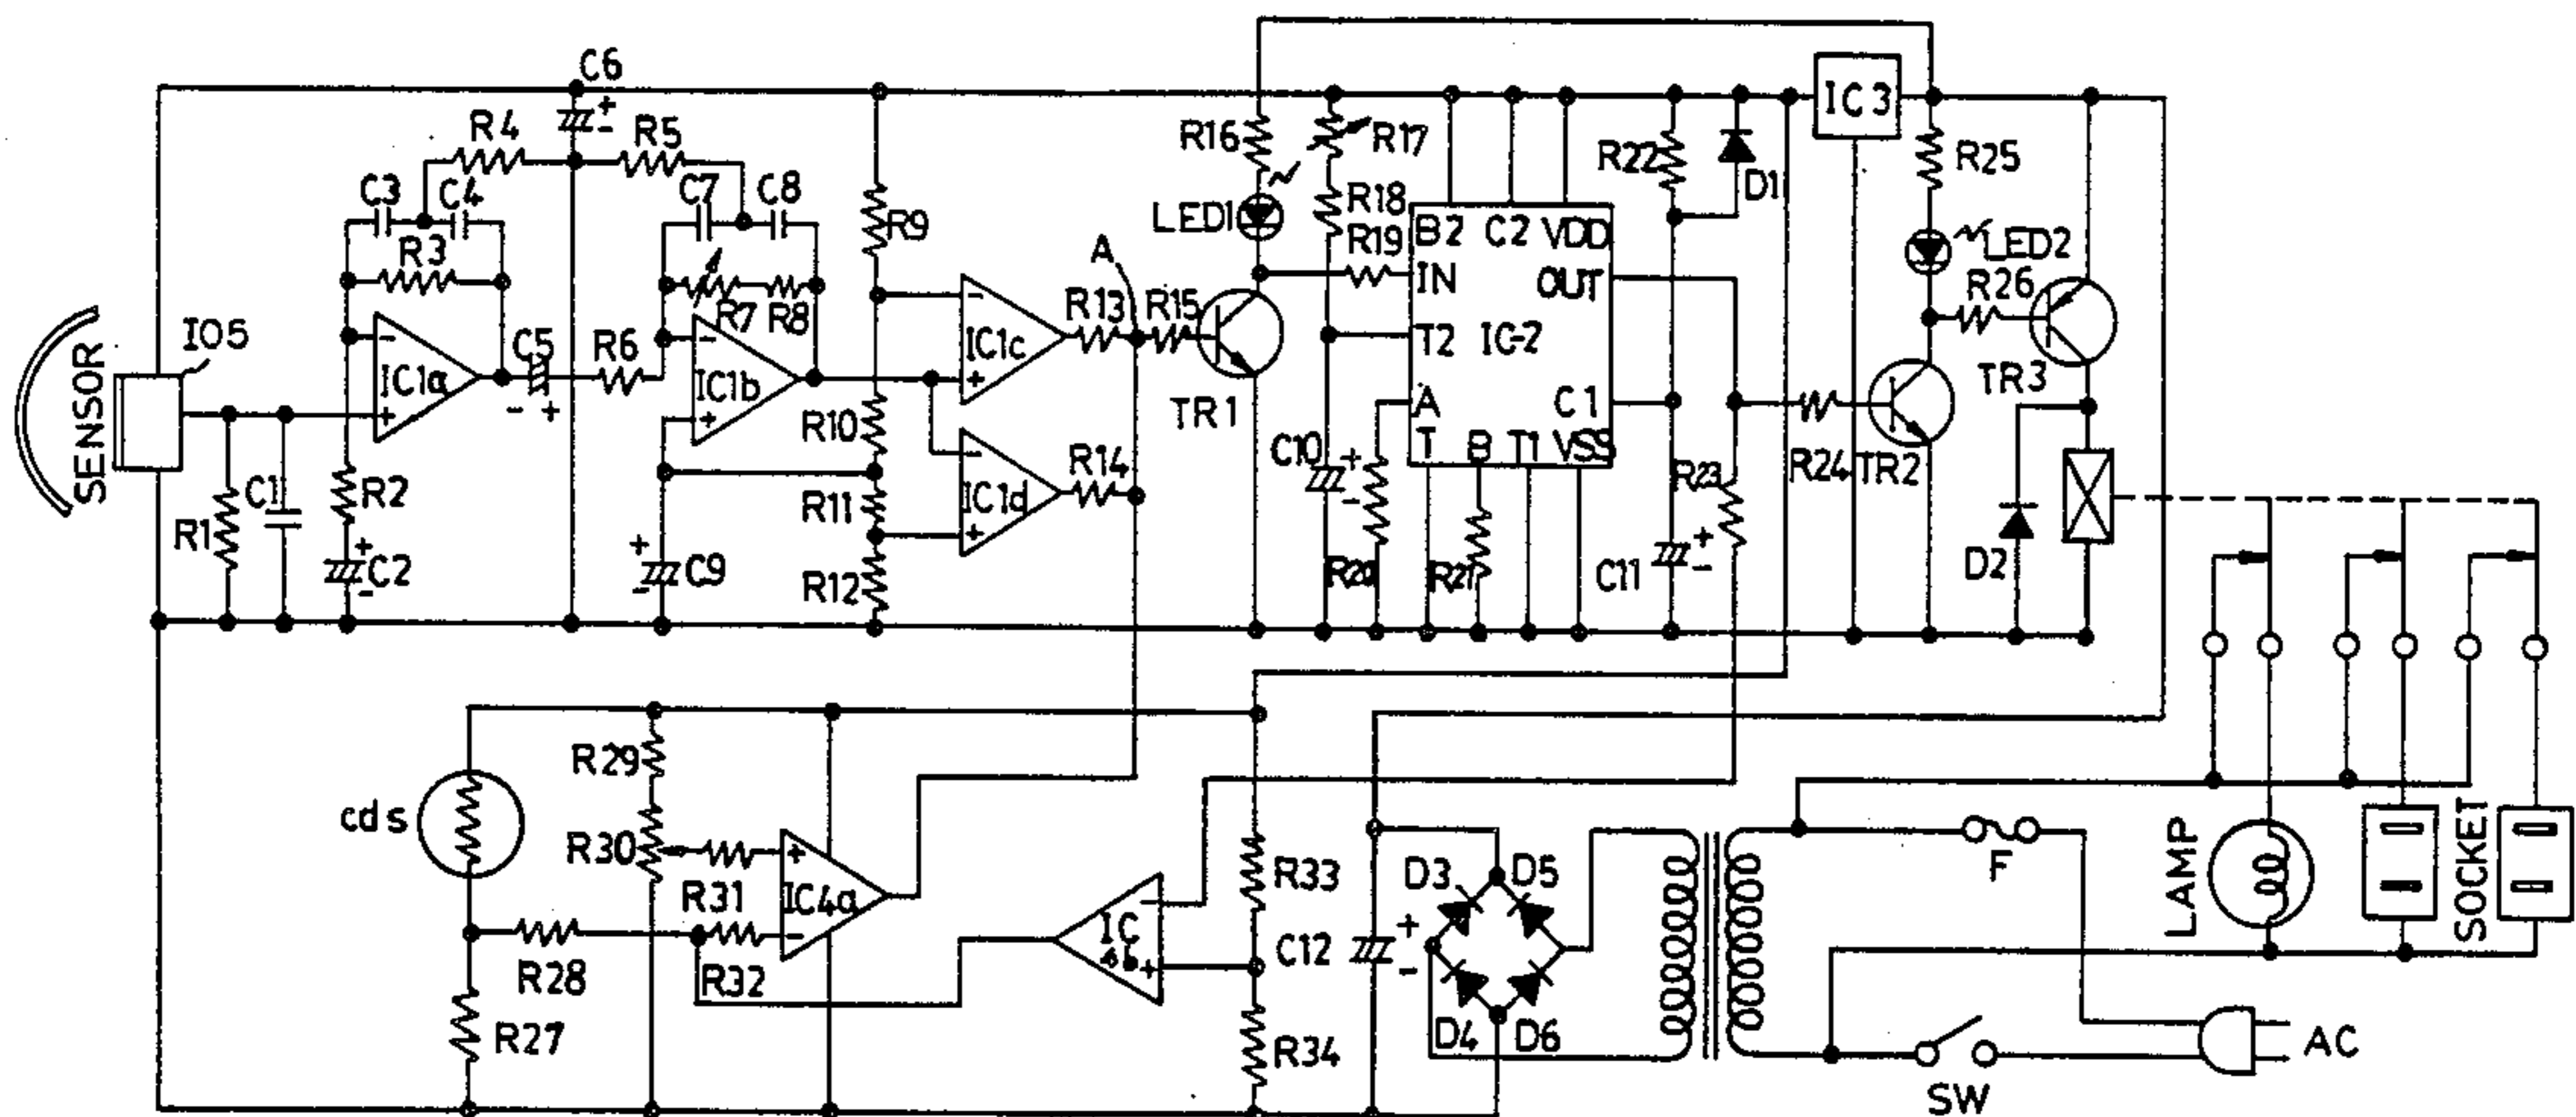 C6
R4
R5
C3
C4
R3
C7
C8
R7
R8
R9
A
R16
LED1
R17
R18
R19
R22
D1
IC3
R25
LED2
R26
TR3
SENSOR
IO5
IC1a
C5
- +
R6
IC1b
IC1c
R13
R15
TR1
B2
C2
VDD
IN
OUT
T2
IC-2
A
C1
T
B
T1
VSS
R1
C1
R2
C2
C9
R10
R11
R12
IC1d
R14
C10
R20
R21
C11
R23
R24
TR2
D2
cds
R29
R30
R31
IC4a
R28
R32
R27
IC
4b
R33
C12
R34
D3
D5
D4
D6
F
SW
AC
LAMP
SOCKET